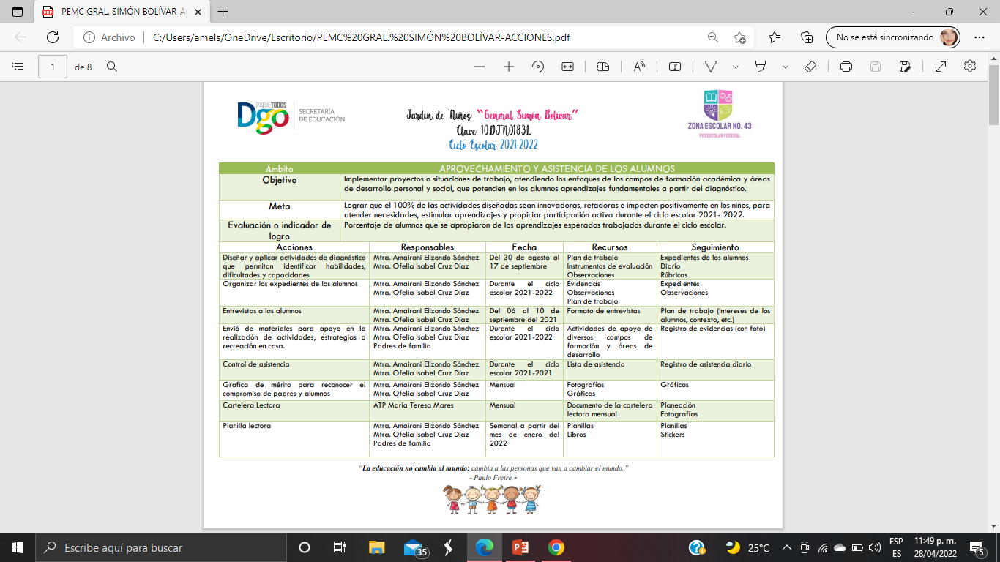 PEMC GRAL. SIMÓN BOLÍVAR-AC
Archivo
C:/Users/amels/OneDrive/Escritorio/PEMC%20GRAL.%20SIMÓN%20BOLÍVAR-ACCIONES.pdf
No se está sincronizando
1 de 8
PARA TODOS
Dgo
SECRETARÍA
DE EDUCACIÓN
Jardín de Niños "General Simón Bolívar"
Clave: 10DJN0183L
Ciclo Escolar 2021-2022
ZONA ESCOLAR NO. 43
PREESCOLAR FEDERAL
Ámbito APROVECHAMIENTO Y ASISTENCIA DE LOS ALUMNOS
Objetivo
Implementar proyectos o situaciones de trabajo, atendiendo los enfoques de los campos de formación académica y áreas
de desarrollo personal y social, que potencien en los alumnos aprendizajes fundamentales a partir del diagnóstico.
Meta
Lograr que el 100% de las actividades diseñadas sean innovadoras, retadoras e impacten positivamente en los niños, para
atender necesidades, estimular aprendizajes y propiciar participación activa durante el ciclo escolar 2021- 2022.
Evaluación o indicador de
logro
Porcentaje de alumnos que se apropiaron de los aprendizajes esperados trabajados durante el ciclo escolar.
Acciones Responsables Fecha Recursos Seguimiento
Diseñar y aplicar actividades de diagnóstico
que permitan identificar habilidades,
dificultades y capacidades
Mtra. Amairani Elizondo Sánchez
Mtra. Ofelia Isabel Cruz Díaz
Del 30 de agosto al
17 de septiembre
Plan de trabajo
Instrumentos de evaluación
Observaciones
Expedientes de los alumnos
Diario
Rúbricas
Organizar los expedientes de los alumnos
Mtra. Amairani Elizondo Sánchez
Mtra. Ofelia Isabel Cruz Díaz
Durante el ciclo
escolar 2021-2022
Evidencias
Observaciones
Plan de trabajo
Expedientes
Observaciones
Entrevistas a los alumnos
Mtra. Amairani Elizondo Sánchez
Mtra. Ofelia Isabel Cruz Díaz
Del 06 al 10 de
septiembre del 2021
Formato de entrevistas
Plan de trabajo (intereses de los
alumnos, contexto, etc.)
Envió de materiales para apoyo en la
realización de actividades, estrategias o
recreación en casa.
Mtra. Amairani Elizondo Sánchez
Mtra. Ofelia Isabel Cruz Díaz
Padres de familia
Durante el ciclo
escolar 2021-2022
Actividades de apoyo de
diversos campos de
formación y áreas de
desarrollo
Registro de evidencias (con foto)
Control de asistencia
Mtra. Amairani Elizondo Sánchez
Mtra. Ofelia Isabel Cruz Díaz
Durante el ciclo
escolar 2021-2021
Lista de asistencia
Registro de asistencia diario
Grafica de mérito para reconocer el
compromiso de padres y alumnos
Mtra. Amairani Elizondo Sánchez
Mtra. Ofelia Isabel Cruz Díaz
Mensual
Fotografías
Gráficas
Gráficas
Cartelera Lectora
ATP María Teresa Mares
Mensual
Documento de la cartelera
lectora mensual
Planeación
Fotografías
Planilla lectora
Mtra. Amairani Elizondo Sánchez
Mtra. Ofelia Isabel Cruz Díaz
Padres de familia
Semanal a partir del
mes de enero del
2022
Planillas
Libros
Planillas
Stickers
"La educación no cambia al mundo: cambia a las personas que van a cambiar el mundo."
- Paulo Freire -
Escribe aquí para buscar
35
25°C
ESP
ES
11:49 p. m.
28/04/2022
5